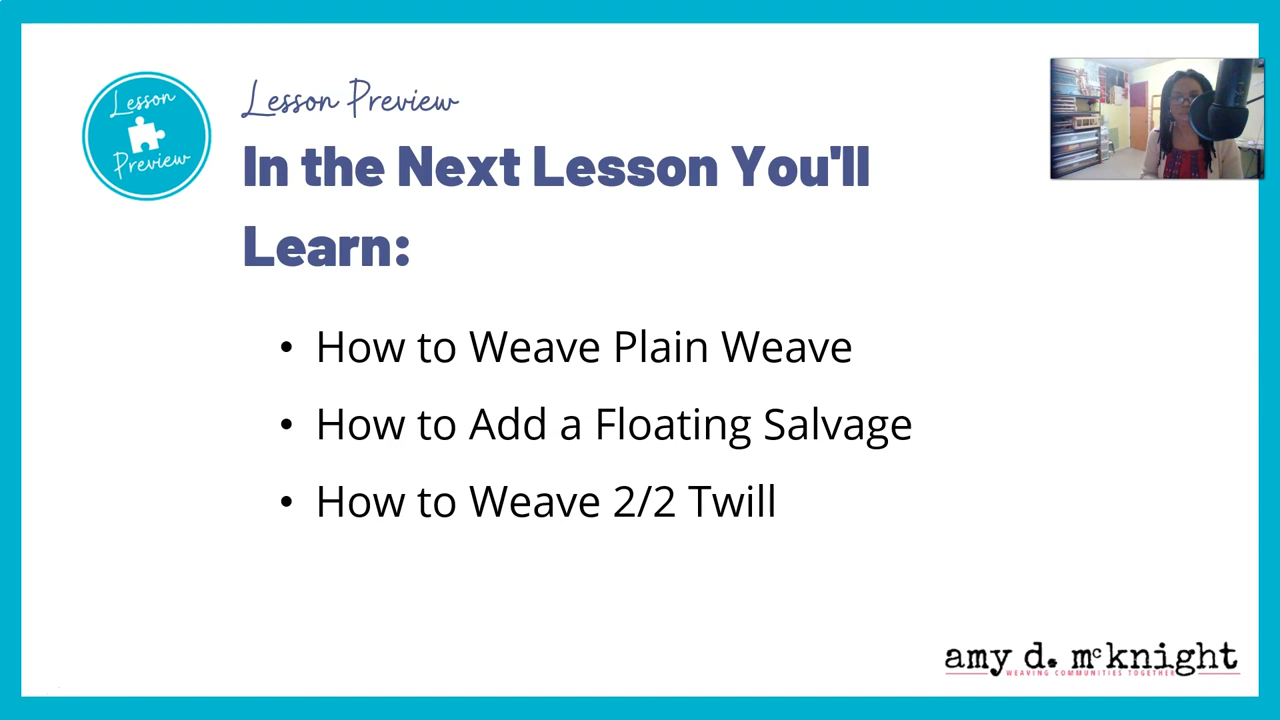 Lesson
Preview
Lesson Preview
In the Next Lesson You'll
Learn:
• How to Weave Plain Weave
• How to Add a Floating Salvage
• How to Weave 2/2 Twill
amy d. mcknight
WEAVING COMMUNITIES TOGETHER